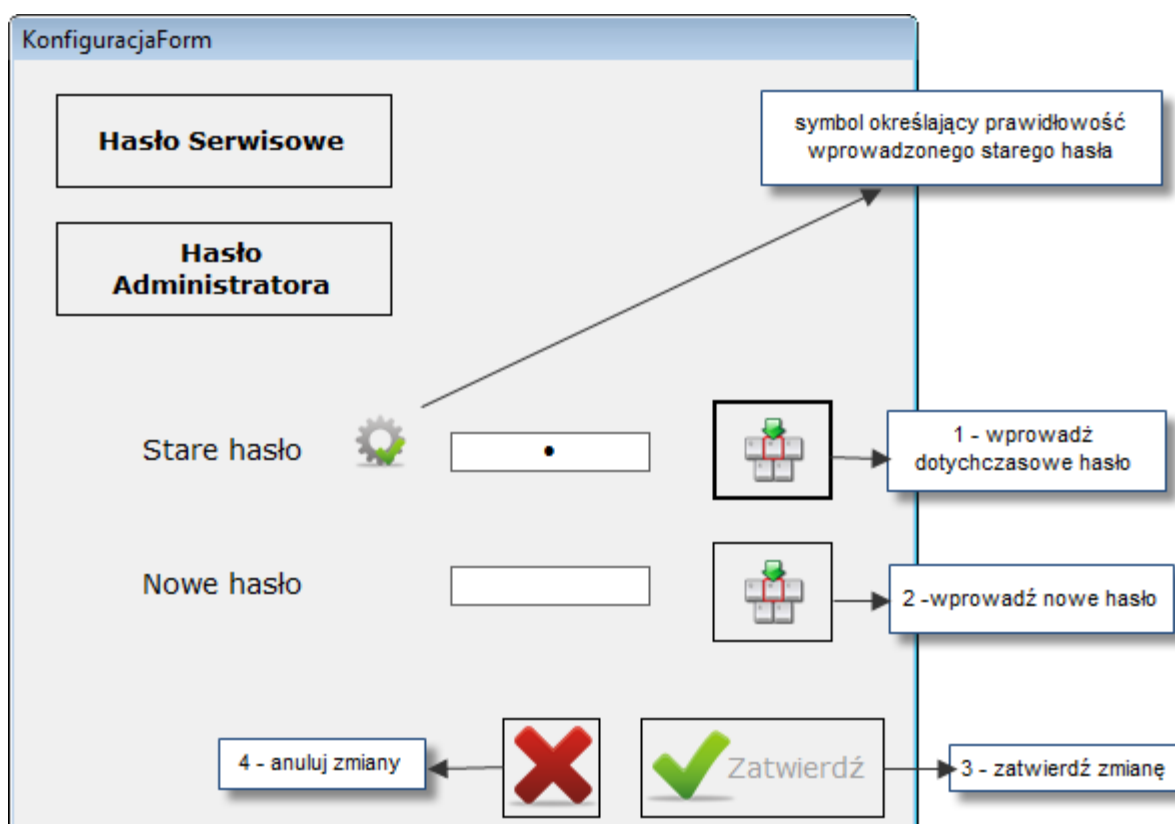 KonfiguracjaForm
Hasło Serwisowe
symbol określający prawidłowość
wprowadzonego starego hasła
Hasło
Administratora
Stare hasło
1 - wprowadź
dotychczasowe hasło
Nowe hasło
2 -wprowadź nowe hasło
4 - anuluj zmiany
Zatwierdź
3 - zatwierdź zmianę